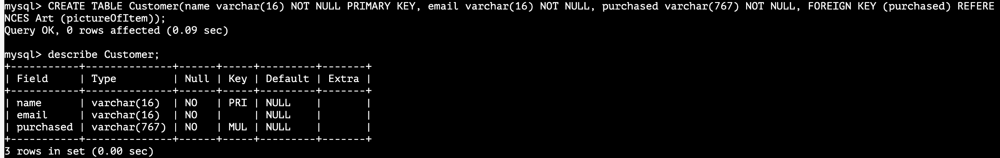 mysql> CREATE TABLE Customer(name varchar(16) NOT NULL PRIMARY KEY, email varchar(16) NOT NULL, purchased varchar(767) NOT NULL, FOREIGN KEY (purchased) REFERE
NCES Art (pictureOfItem));
Query OK, 0 rows affected (0.09 sec)

mysql> describe Customer;
+-----------+--------------+------+-----+---------+-------+
| Field     | Type         | Null | Key | Default | Extra |
+-----------+--------------+------+-----+---------+-------+
| name      | varchar(16)  | NO   | PRI | NULL    |       |
| email     | varchar(16)  | NO   |     | NULL    |       |
| purchased | varchar(767) | NO   | MUL | NULL    |       |
+-----------+--------------+------+-----+---------+-------+
3 rows in set (0.00 sec)